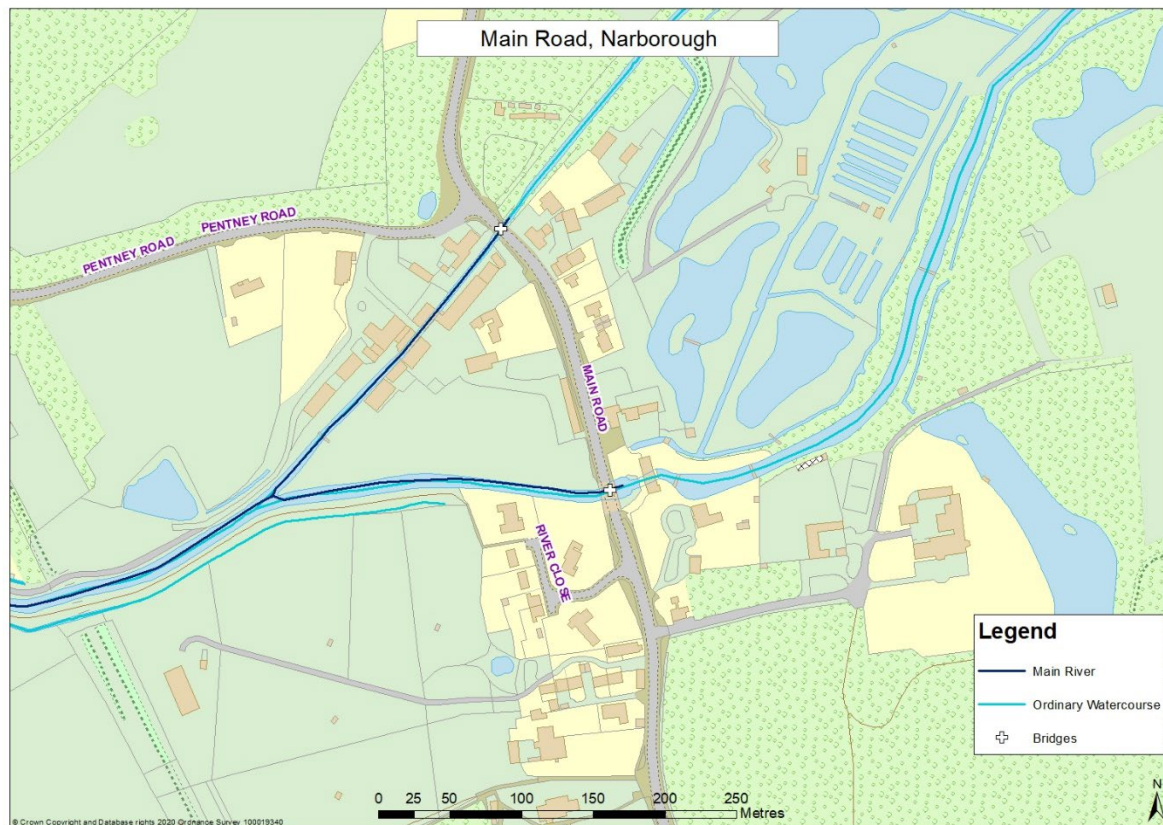 Main Road, Narborough
PENTNEY ROAD
PENTNEY ROAD
MAIN ROAD
RIVER CLOSE
Legend
Main River
Ordinary Watercourse
Bridges
0 25 50 100 150 200 250
Metres
N
© Crown Copyright and Database rights 2020 Ordnance Survey 100019340